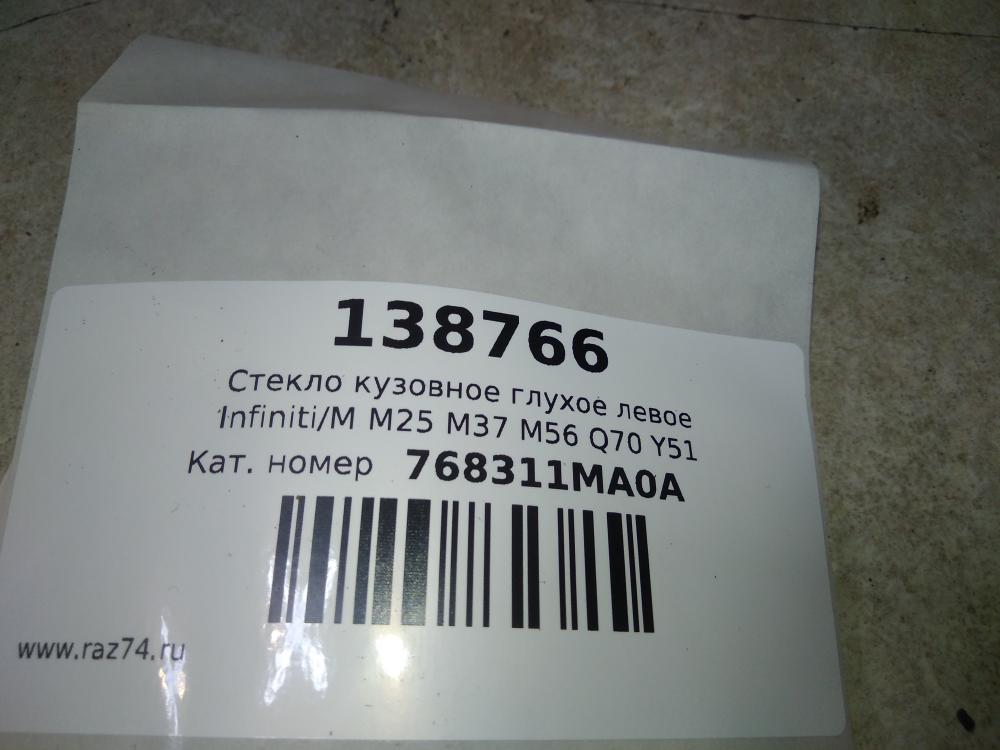 138766
Стекло кузовное глухое левое
Infiniti/M M25 M37 M56 Q70 Y51
Кат. номер 768311MA0A
www.raz74.ru